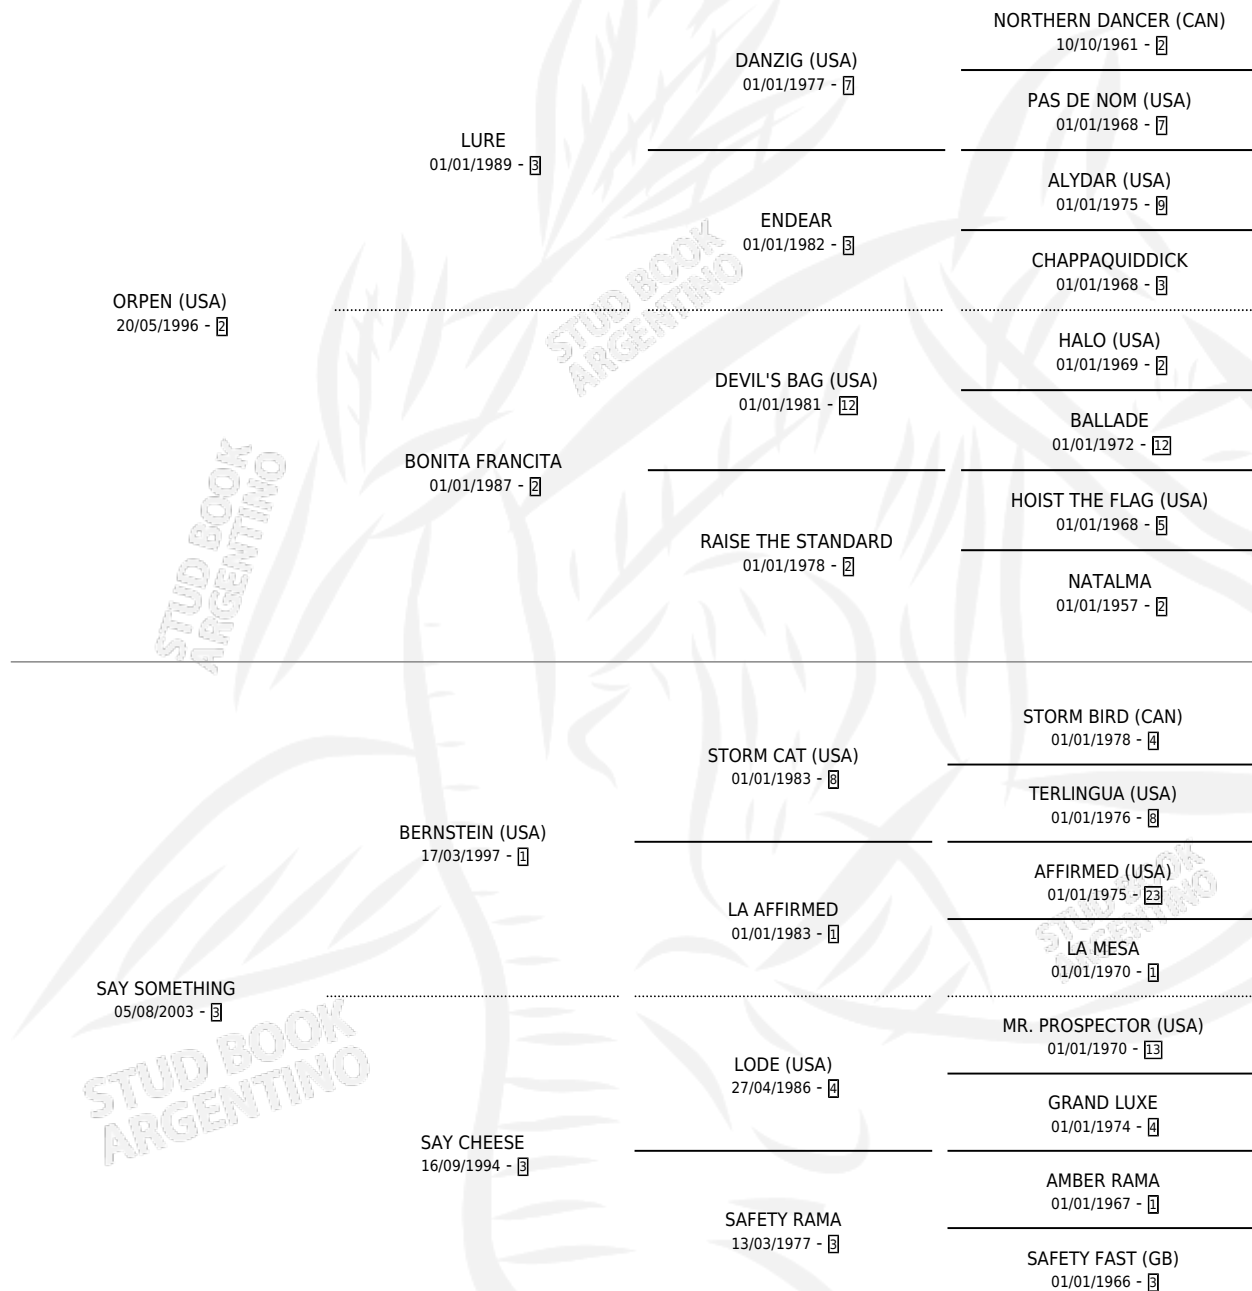 NORTHERN DANCER (CAN)
10/10/1961 - 2
DANZIG (USA)
01/01/1977 - 7
PAS DE NOM (USA)
01/01/1968 - 7
LURE
01/01/1989 - 3
ALYDAR (USA)
01/01/1975 - 9
ENDEAR
01/01/1982 - 3
CHAPPAQUIDDICK
01/01/1968 - 3
ORPEN (USA)
20/05/1996 - 2
STUD BOOK
ARGENTINO
HALO (USA)
01/01/1969 - 2
DEVIL'S BAG (USA)
01/01/1981 - 12
BALLADE
01/01/1972 - 12
BONITA FRANCITA
01/01/1987 - 2
HOIST THE FLAG (USA)
01/01/1968 - 5
RAISE THE STANDARD
01/01/1978 - 2
NATALMA
01/01/1957 - 2
STUD BOOK
ARGENTINO
STORM BIRD (CAN)
01/01/1978 - 4
STORM CAT (USA)
01/01/1983 - 8
TERLINGUA (USA)
01/01/1976 - 8
BERNSTEIN (USA)
17/03/1997 - 1
AFFIRMED (USA)
01/01/1975 - 23
LA AFFIRMED
01/01/1983 - 1
LA MESA
01/01/1970 - 1
STUD BOOK
ARGENTINO
SAY SOMETHING
05/08/2003 - 3
STUD BOOK
ARGENTINO
MR. PROSPECTOR (USA)
01/01/1970 - 13
LODE (USA)
27/04/1986 - 4
GRAND LUXE
01/01/1974 - 4
SAY CHEESE
16/09/1994 - 3
AMBER RAMA
01/01/1967 - 1
SAFETY RAMA
13/03/1977 - 3
SAFETY FAST (GB)
01/01/1966 - 3